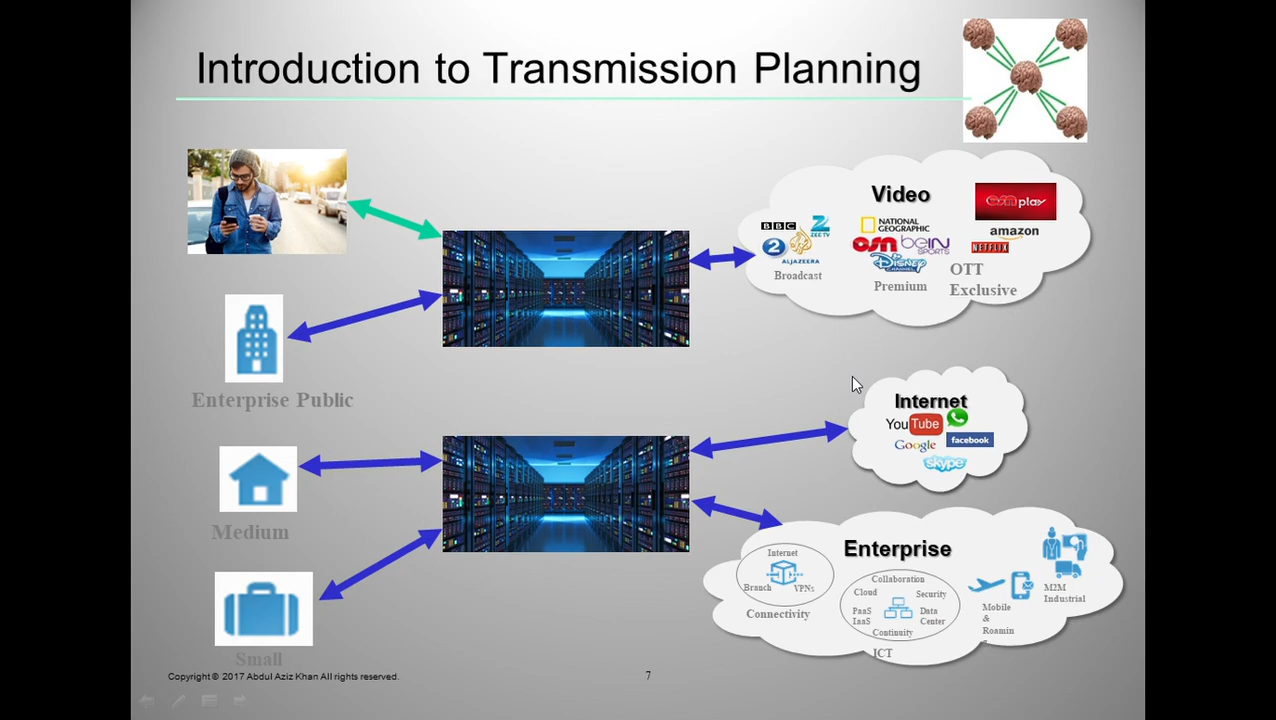 Introduction to Transmission Planning
Video
BBC
ZEE TV
2
ALJAZEERA
Broadcast
NATIONAL
GEOGRAPHIC
OSN
beIN
SPORTS
Disney
CHANNEL
Premium
OSN play
amazon
NETFLIX
OTT
Exclusive
Enterprise Public
Internet
YouTube
Google
facebook
skype
Medium
Enterprise
Internet
Branch
VPNs
Connectivity
Collaboration
Cloud
Security
PaaS
IaaS
Data
Center
Continuity
ICT
Mobile
&
Roamin
M2M
Industrial
Small
Copyright © 2017 Abdul Aziz Khan All rights reserved.
7